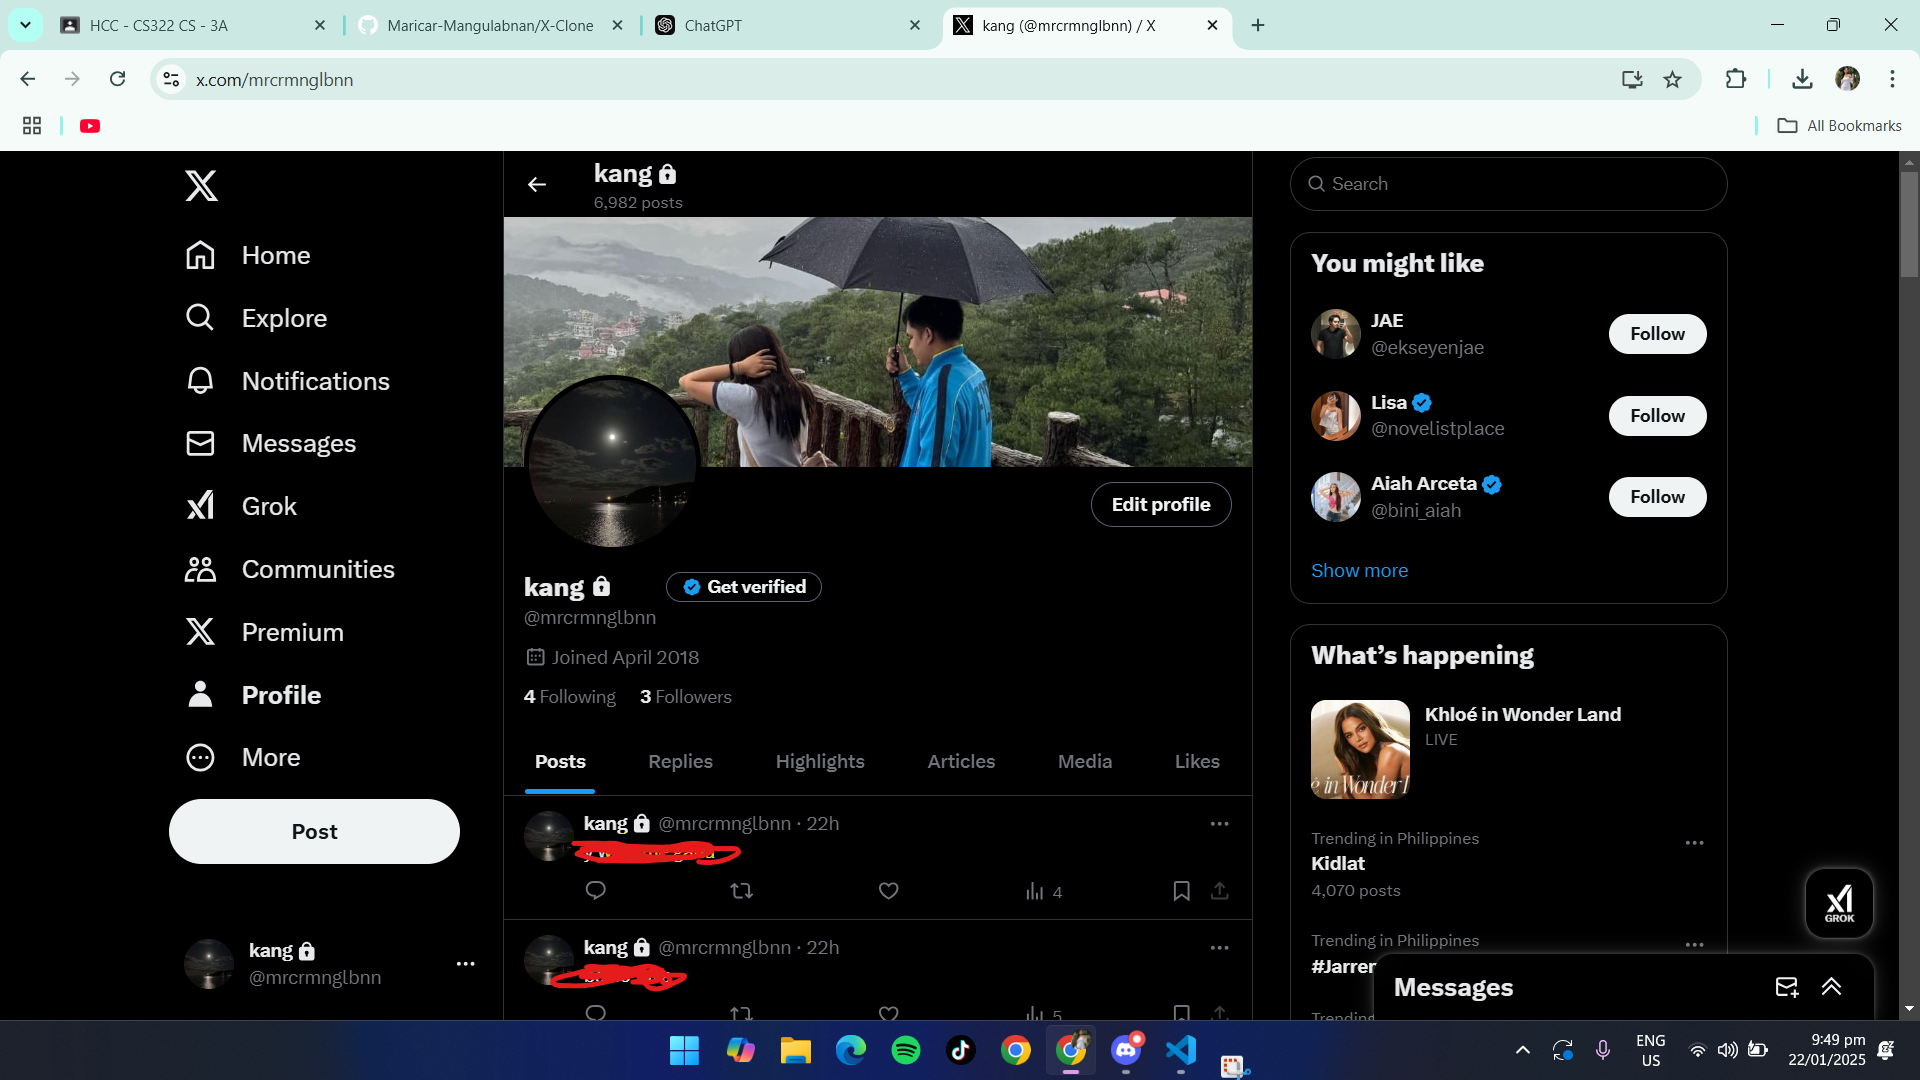 HCC - CS322 CS - 3A
Maricar-Mangulabnan/X-Clone
ChatGPT
kang (@mrcrmnglbnn) / X
x.com/mrcrmnglbnn
All Bookmarks
Home
Explore
Notifications
Messages
Grok
Communities
Premium
Profile
More
Post
kang
@mrcrmnglbnn
kang
6,982 posts
Edit profile
kang
Get verified
@mrcrmnglbnn
Joined April 2018
4 Following 3 Followers
Posts Replies Highlights Articles Media Likes
kang @mrcrmnglbnn · 22h
4
kang @mrcrmnglbnn · 22h
5
Search
You might like
JAE
@ekseyenjae
Follow
Lisa
@novelistplace
Follow
Aiah Arceta
@bini_aiah
Follow
Show more
What’s happening
Khloé in Wonder Land
LIVE
Trending in Philippines
Kidlat
4,070 posts
Trending in Philippines
Trending
GROK
Messages
ENG
US
9:49 pm
22/01/2025